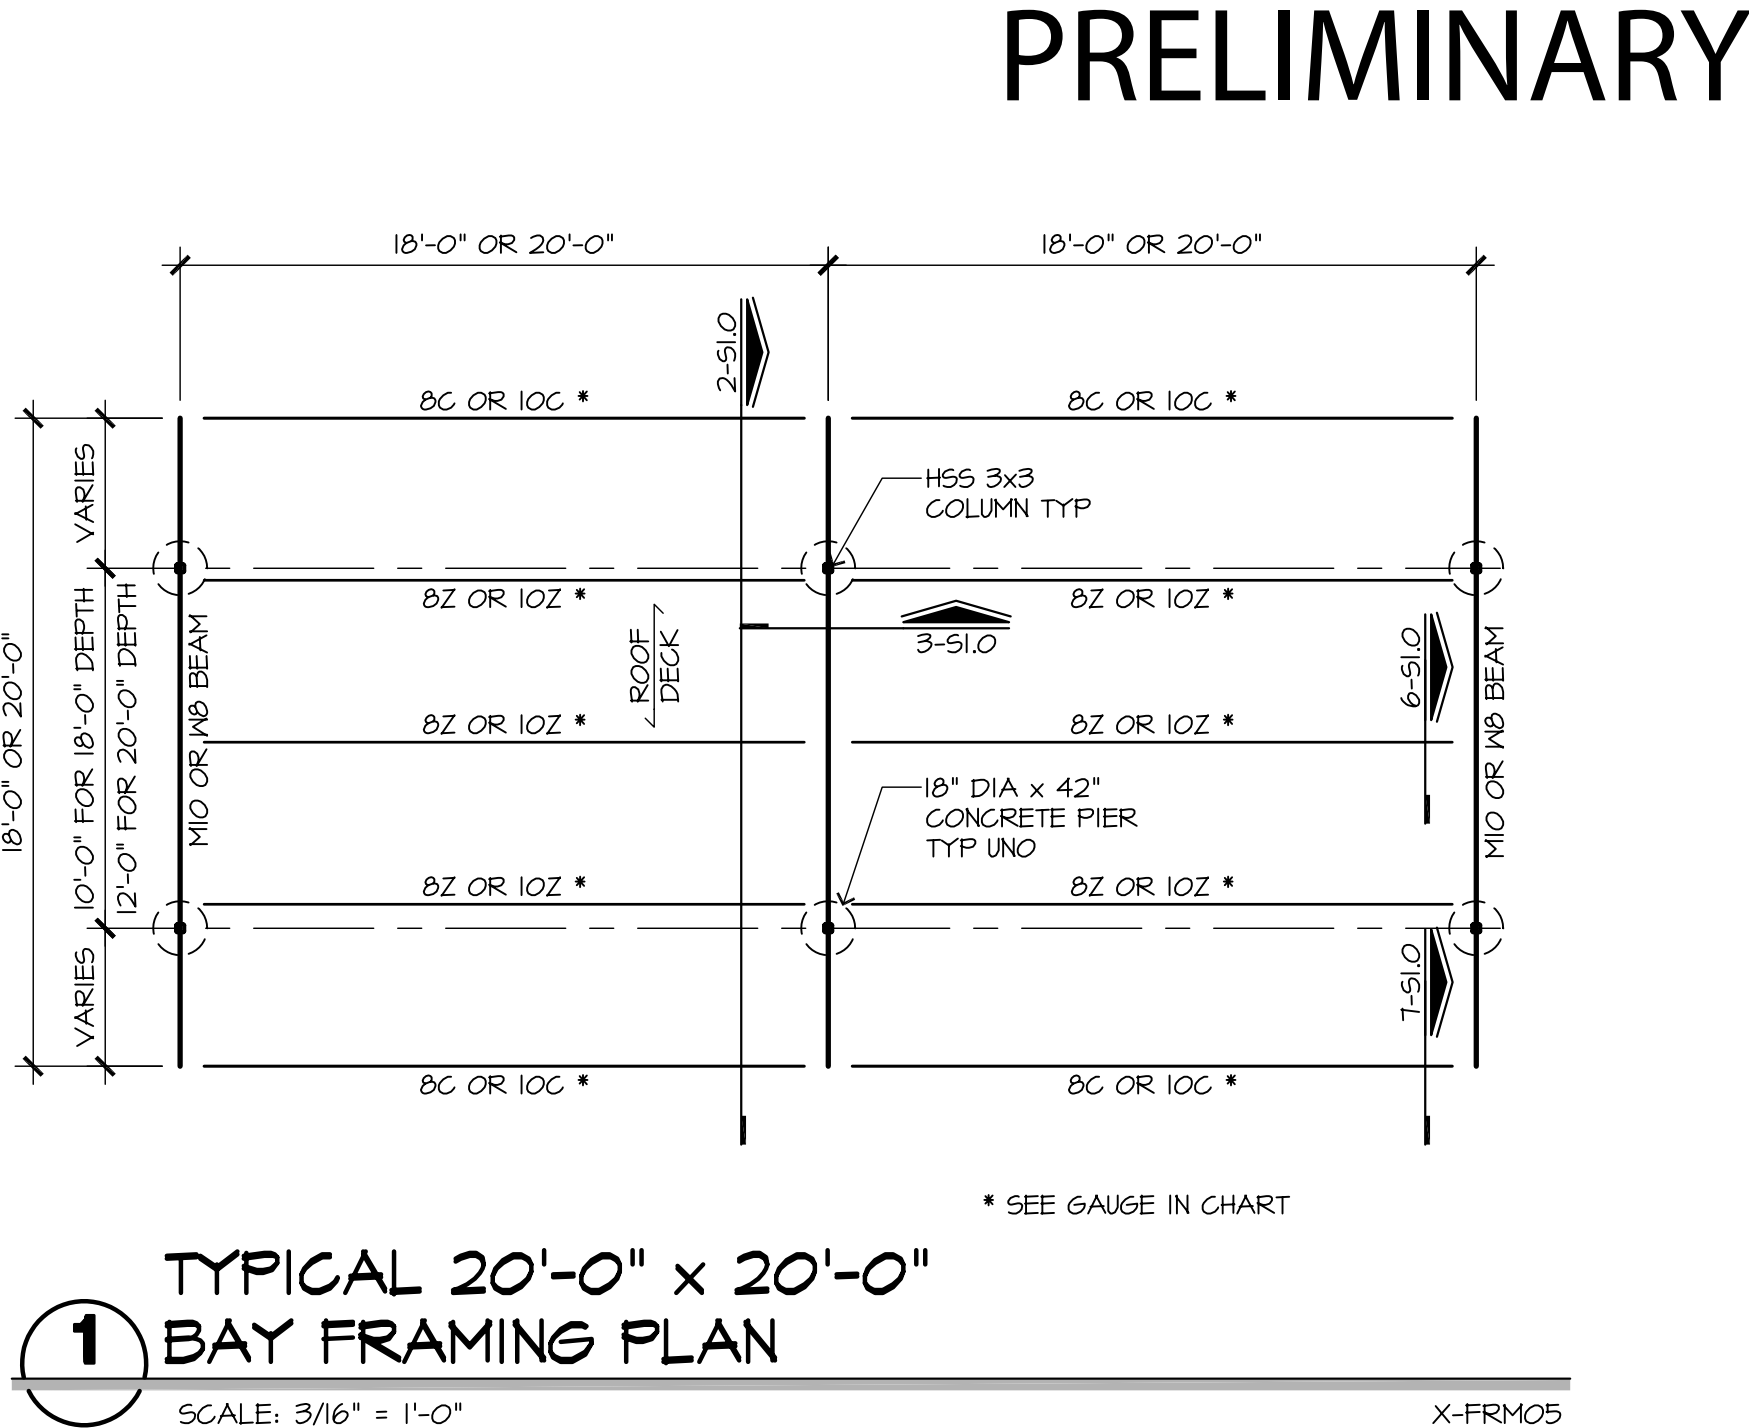 PRELIMINARY
18'-0" OR 20'-0"
18'-0" OR 20'-0"
2-S1.0
8C OR 10C *
8C OR 10C *
VARIES
HSS 3x3
COLUMN TYP
8Z OR 10Z *
8Z OR 10Z *
18'-0" OR 20'-0"
10'-0" FOR 18'-0" DEPTH
12'-0" FOR 20'-0" DEPTH
M10 OR W8 BEAM
ROOF
DECK
3-S1.0
6-S1.0
M10 OR W8 BEAM
8Z OR 10Z *
8Z OR 10Z *
18" DIA x 42"
CONCRETE PIER
TYP UNO
8Z OR 10Z *
8Z OR 10Z *
VARIES
7-S1.0
8C OR 10C *
8C OR 10C *
* SEE GAUGE IN CHART
TYPICAL 20'-0" x 20'-0"
1 BAY FRAMING PLAN
SCALE: 3/16" = 1'-0"
X-FRM05